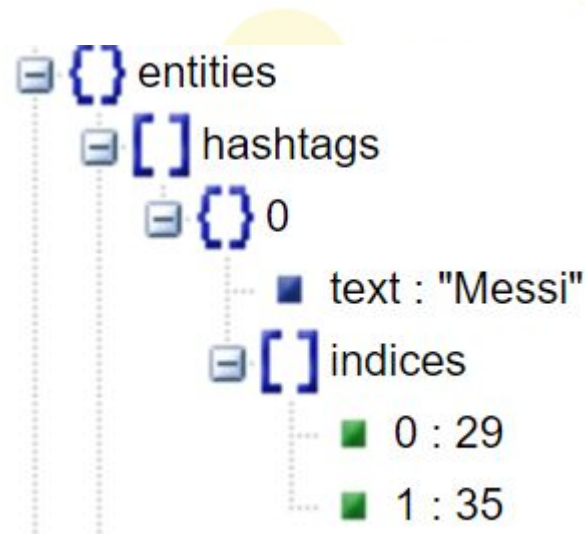 {} entities
[] hashtags
{} 0
text : "Messi"
[] indices
0 : 29
1 : 35